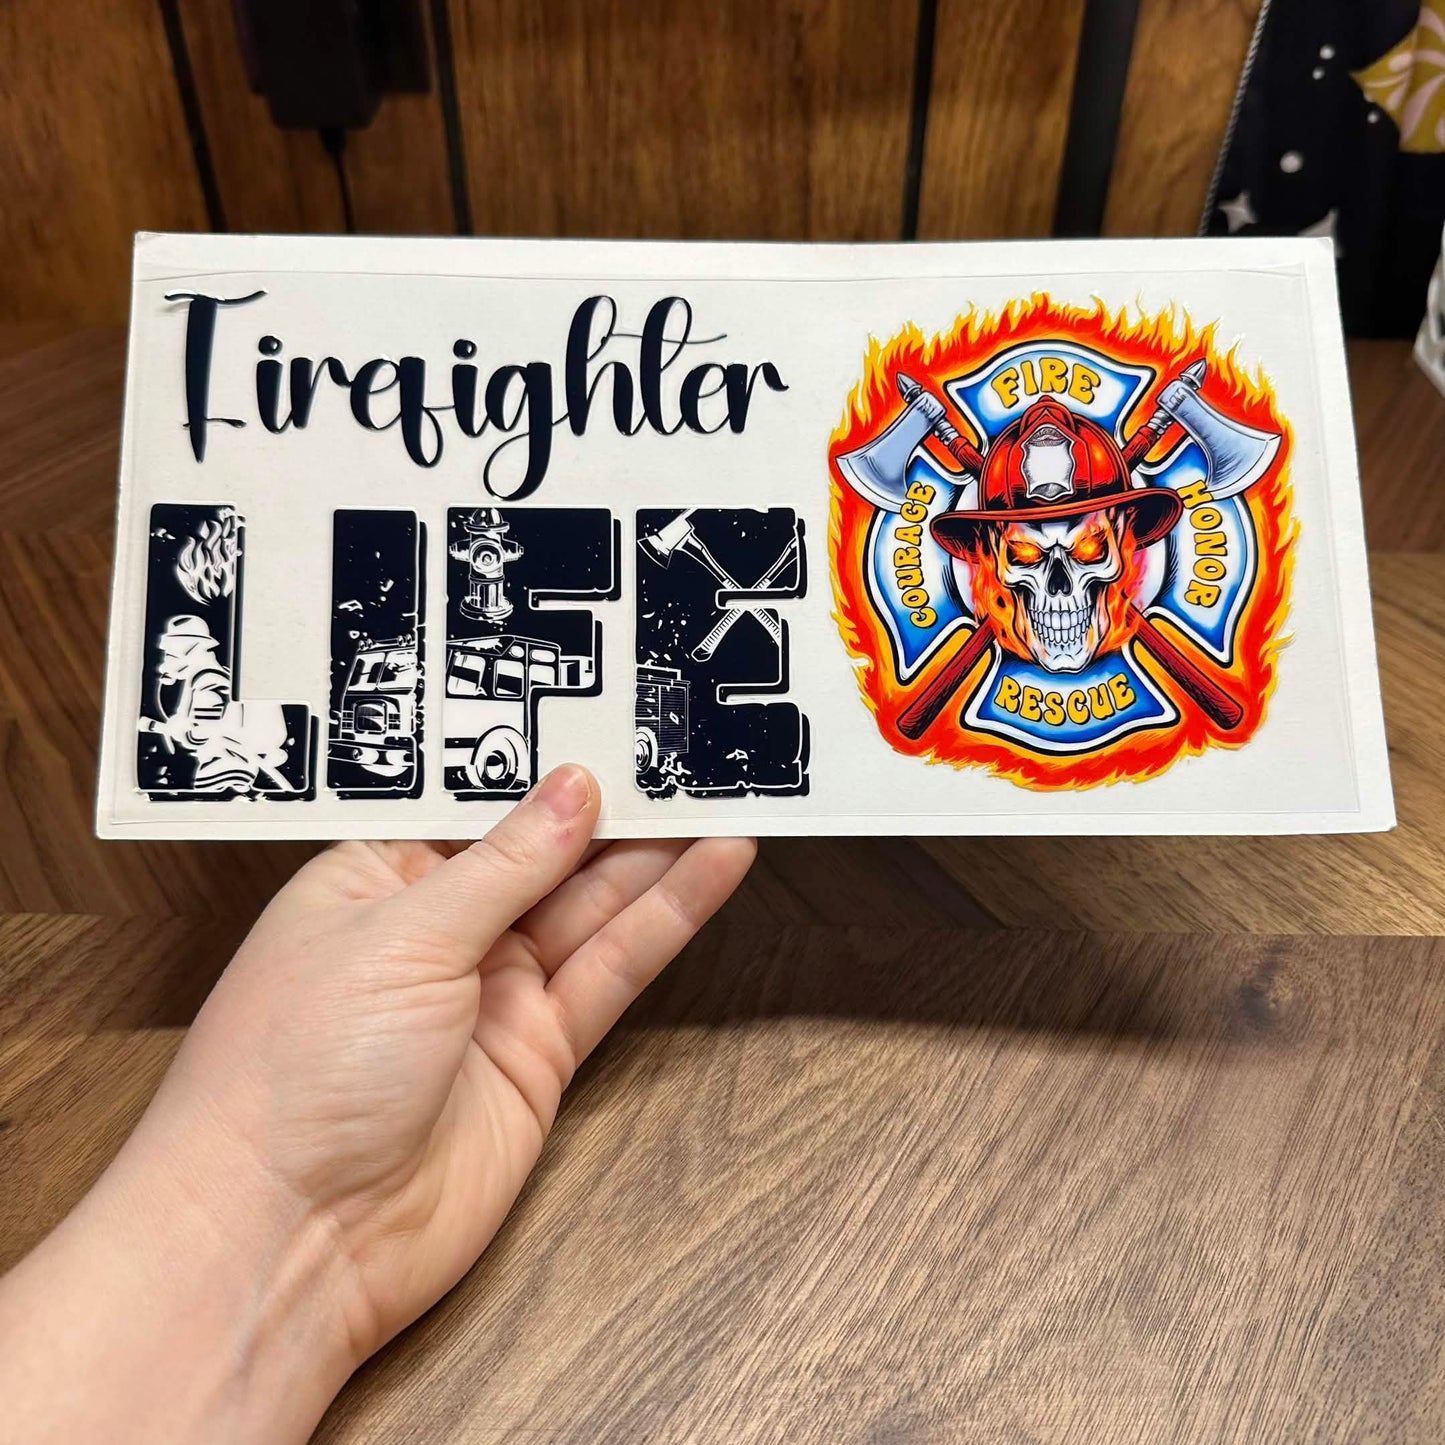 Firefighter
LIFE
FIRE
COURAGE
HONOR
RESCUE